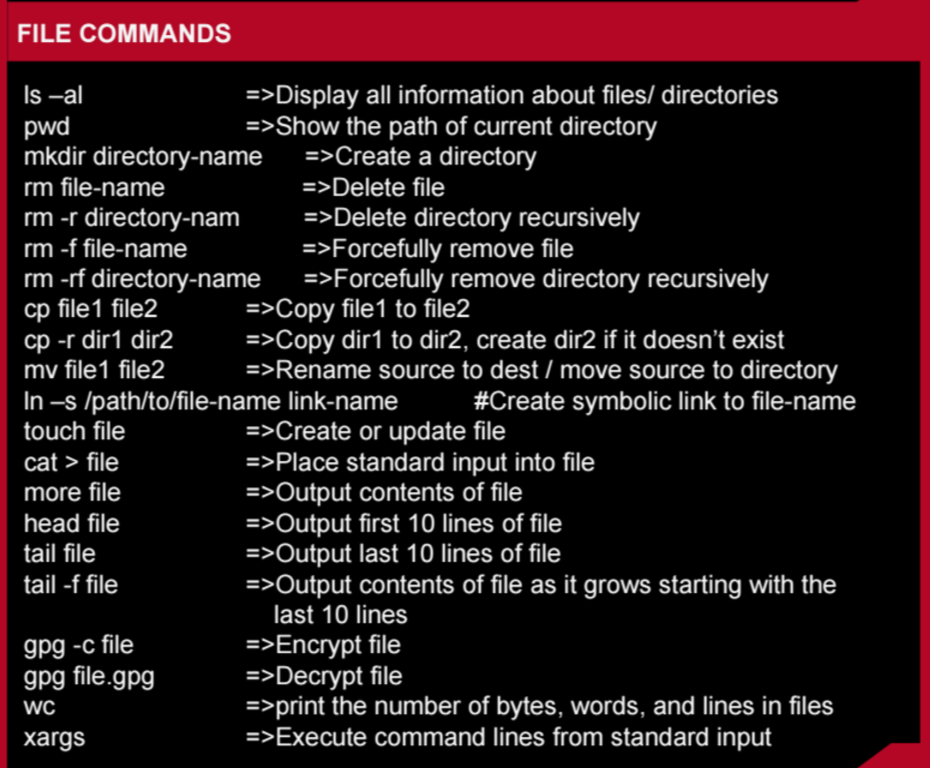 FILE COMMANDS
ls –al =>Display all information about files/ directories
pwd =>Show the path of current directory
mkdir directory-name =>Create a directory
rm file-name =>Delete file
rm -r directory-nam =>Delete directory recursively
rm -f file-name =>Forcefully remove file
rm -rf directory-name =>Forcefully remove directory recursively
cp file1 file2 =>Copy file1 to file2
cp -r dir1 dir2 =>Copy dir1 to dir2, create dir2 if it doesn’t exist
mv file1 file2 =>Rename source to dest / move source to directory
ln –s /path/to/file-name link-name #Create symbolic link to file-name
touch file =>Create or update file
cat > file =>Place standard input into file
more file =>Output contents of file
head file =>Output first 10 lines of file
tail file =>Output last 10 lines of file
tail -f file =>Output contents of file as it grows starting with the
last 10 lines
gpg -c file =>Encrypt file
gpg file.gpg =>Decrypt file
wc =>print the number of bytes, words, and lines in files
xargs =>Execute command lines from standard input